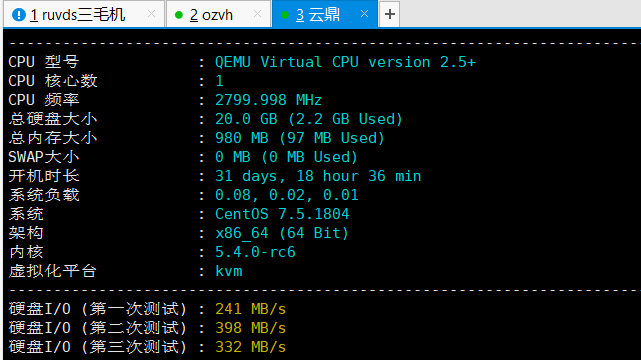 1 ruvds三毛机 × 2 ozvh × 3 云鼎 × +
----------------------------------------------------------------------
CPU 型号 : QEMU Virtual CPU version 2.5+
CPU 核心数 : 1
CPU 频率 : 2799.998 MHz
总硬盘大小 : 20.0 GB (2.2 GB Used)
总内存大小 : 980 MB (97 MB Used)
SWAP大小 : 0 MB (0 MB Used)
开机时长 : 31 days, 18 hour 36 min
系统负载 : 0.08, 0.02, 0.01
系统 : CentOS 7.5.1804
架构 : x86_64 (64 Bit)
内核 : 5.4.0-rc6
虚拟化平台 : kvm
----------------------------------------------------------------------
硬盘I/O (第一次测试) : 241 MB/s
硬盘I/O (第二次测试) : 398 MB/s
硬盘I/O (第三次测试) : 332 MB/s